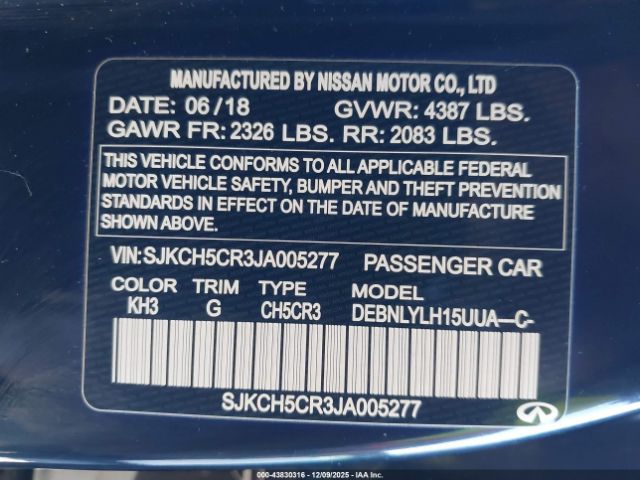 MANUFACTURED BY NISSAN MOTOR CO., LTD
DATE: 06/18 GVWR: 4387 LBS.
GAWR FR: 2326 LBS. RR: 2083 LBS.
THIS VEHICLE CONFORMS TO ALL APPLICABLE FEDERAL
MOTOR VEHICLE SAFETY, BUMPER AND THEFT PREVENTION
STANDARDS IN EFFECT ON THE DATE OF MANUFACTURE
SHOWN ABOVE.
VIN:SJKCH5CR3JA005277 PASSENGER CAR
COLOR TRIM TYPE MODEL
KH3 G CH5CR3 DEBNLYLH15UUA—C-
SJKCH5CR3JA005277
000-43830316 - 12/09/2025 - IAA Inc.